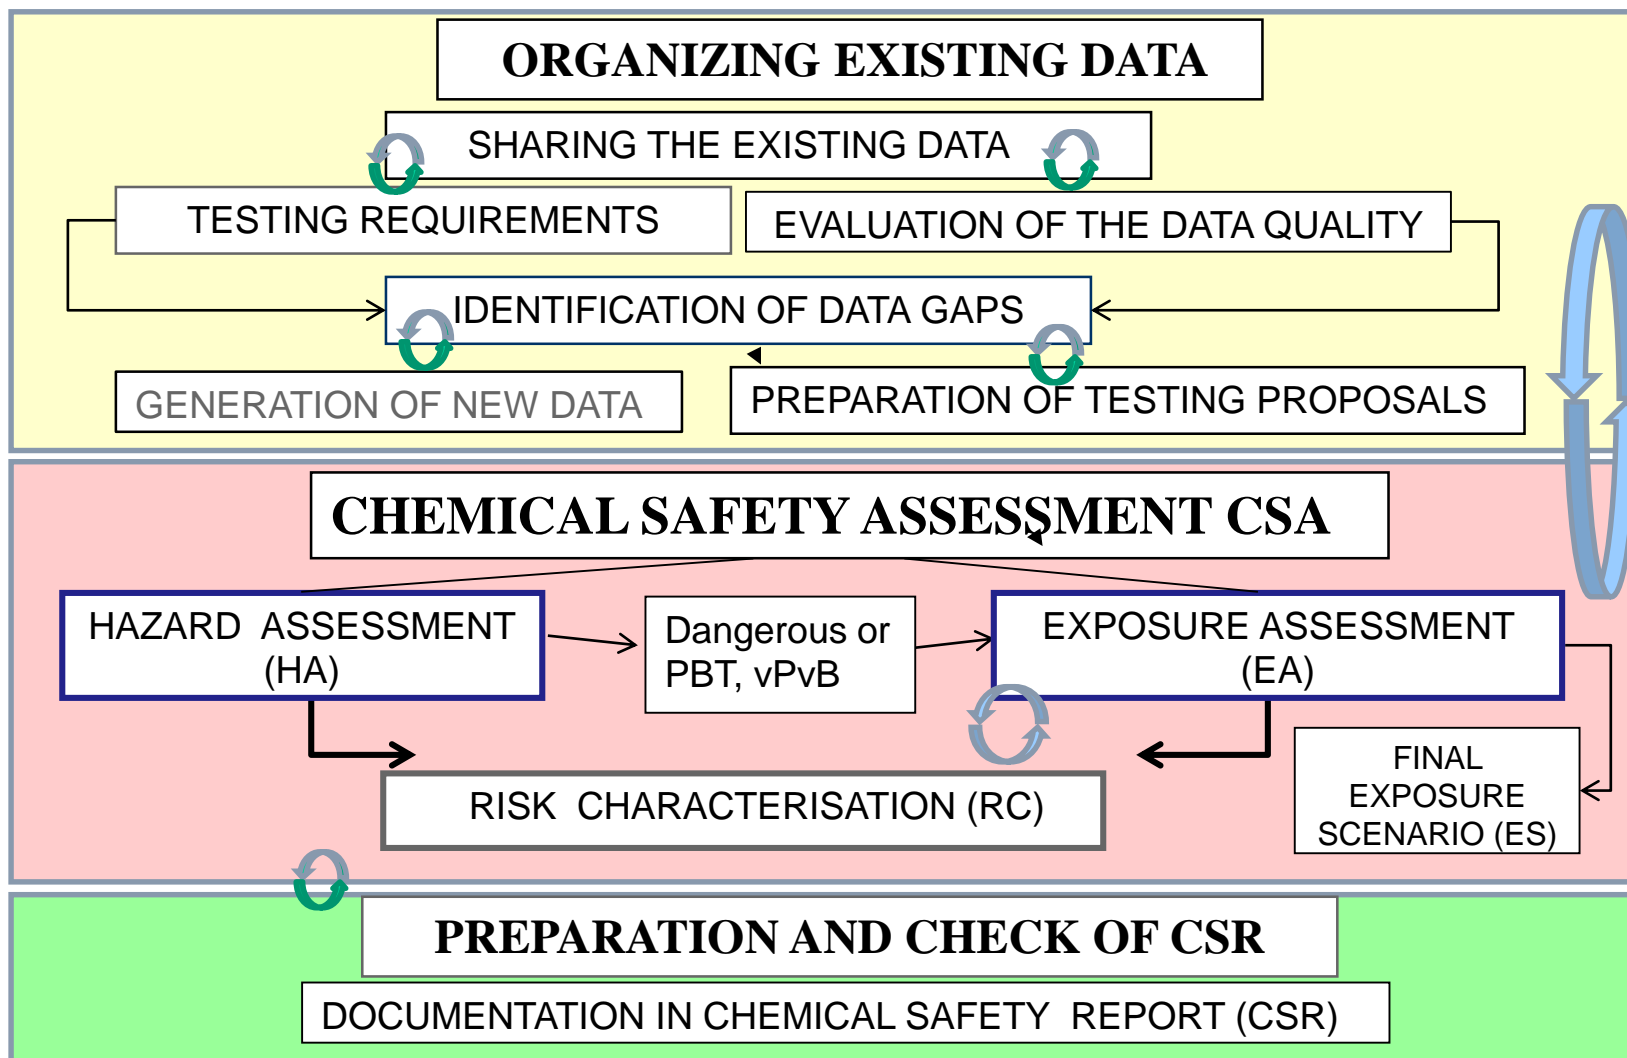 ORGANIZING EXISTING DATA
SHARING THE EXISTING DATA
TESTING REQUIREMENTS
EVALUATION OF THE DATA QUALITY
IDENTIFICATION OF DATA GAPS
GENERATION OF NEW DATA
PREPARATION OF TESTING PROPOSALS
CHEMICAL SAFETY ASSESSMENT CSA
HAZARD ASSESSMENT
(HA)
Dangerous or
PBT, vPvB
EXPOSURE ASSESSMENT
(EA)
RISK CHARACTERISATION (RC)
FINAL
EXPOSURE
SCENARIO (ES)
PREPARATION AND CHECK OF CSR
DOCUMENTATION IN CHEMICAL SAFETY REPORT (CSR)